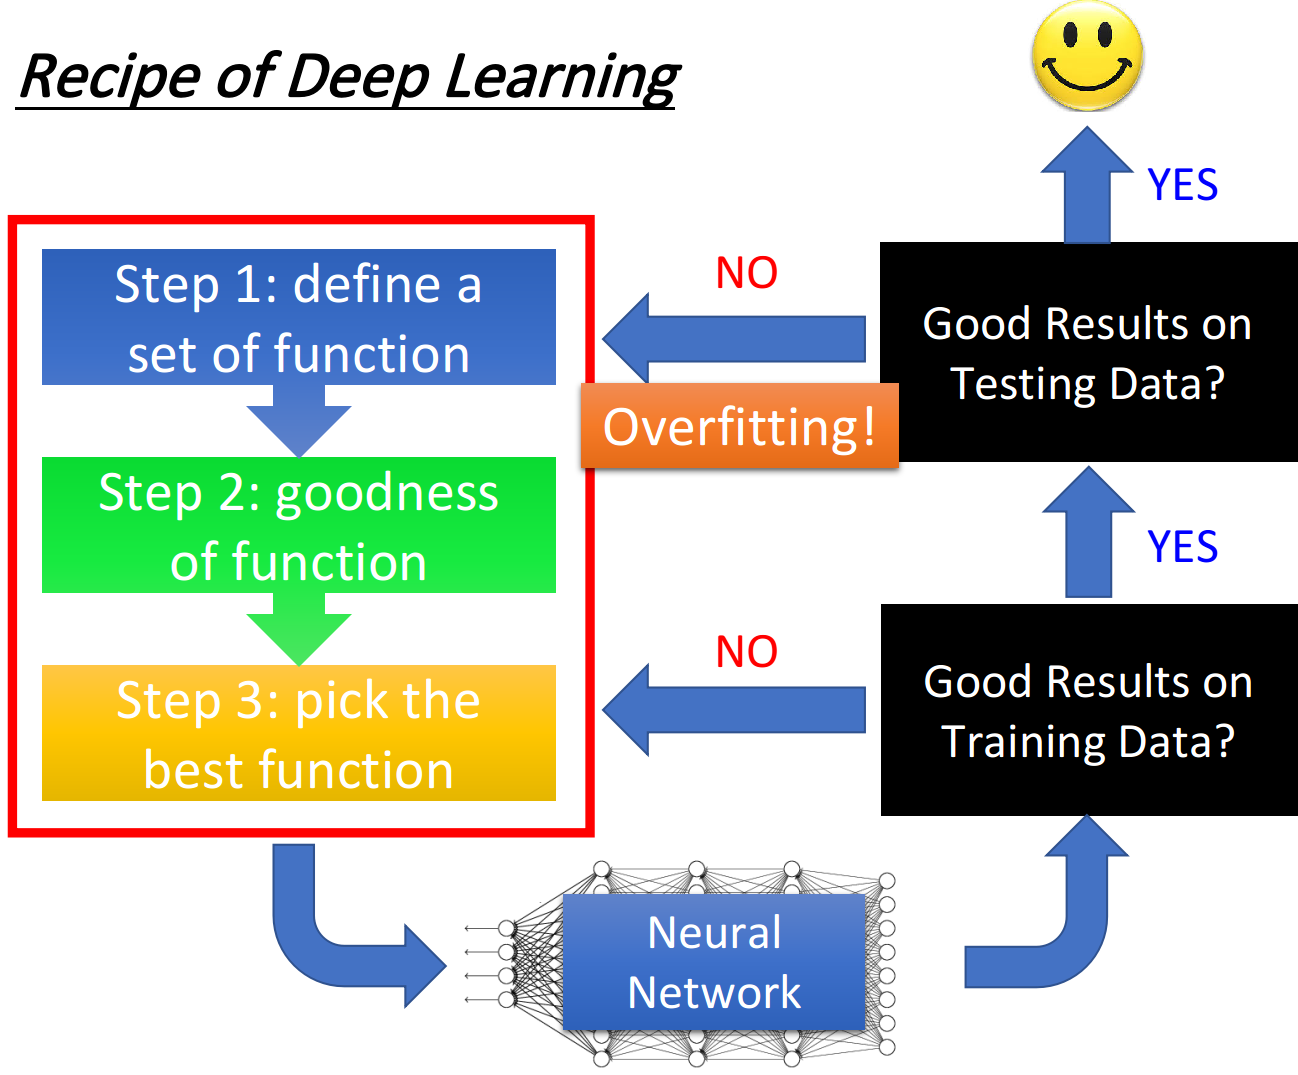 Recipe of Deep Learning
YES
Step 1: define a
set of function
NO
Good Results on
Testing Data?
Overfitting!
Step 2: goodness
of function
YES
Step 3: pick the
best function
NO
Good Results on
Training Data?
Neural
Network